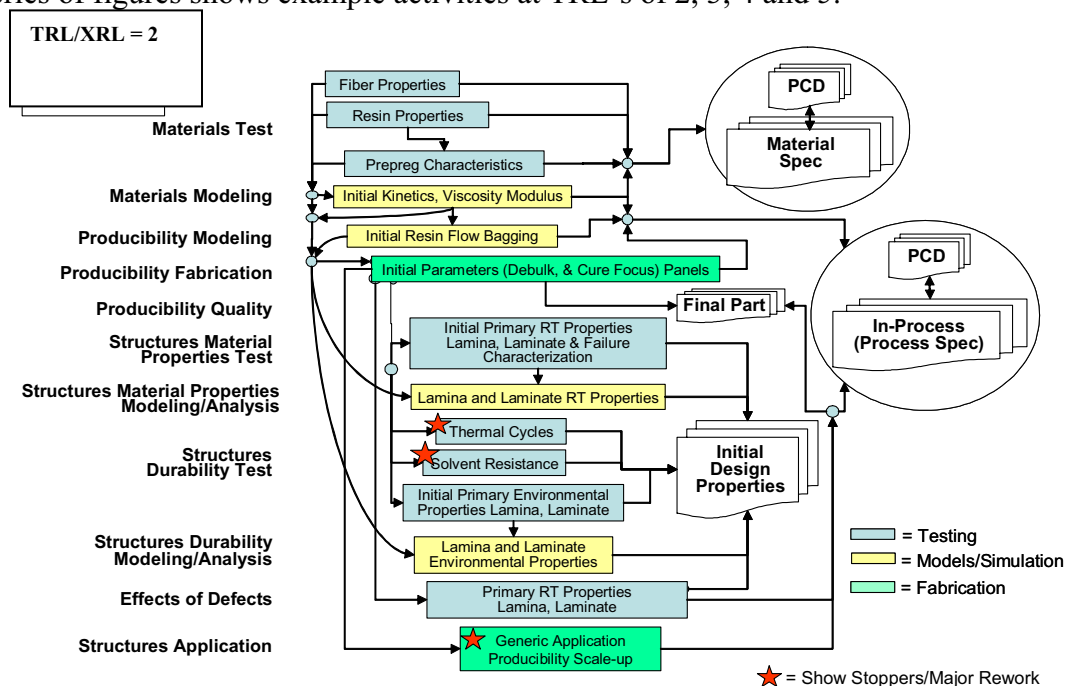 eries of figures shows example activities at TRL's of 2, 3, 4 and 5.
TRL/XRL = 2
Fiber Properties
Resin Properties
Materials Test
Prepreg Characteristics
PCD
Material
Spec
Materials Modeling
Initial Kinetics, Viscosity Modulus
Producibility Modeling
Initial Resin Flow Bagging
Producibility Fabrication
Initial Parameters (Debulk, & Cure Focus) Panels
PCD
Producibility Quality
Final Part
In-Process
(Process Spec)
Structures Material
Properties Test
Initial Primary RT Properties
Lamina, Laminate & Failure
Characterization
Structures Material Properties
Modeling/Analysis
Lamina and Laminate RT Properties
Structures
Durability Test
Thermal Cycles
Solvent Resistance
Initial
Design
Properties
Initial Primary Environmental
Properties Lamina, Laminate
Structures Durability
Modeling/Analysis
Lamina and Laminate
Environmental Properties
= Testing
= Models/Simulation
= Fabrication
Effects of Defects
Primary RT Properties
Lamina, Laminate
Structures Application
Generic Application
Producibility Scale-up
= Show Stoppers/Major Rework